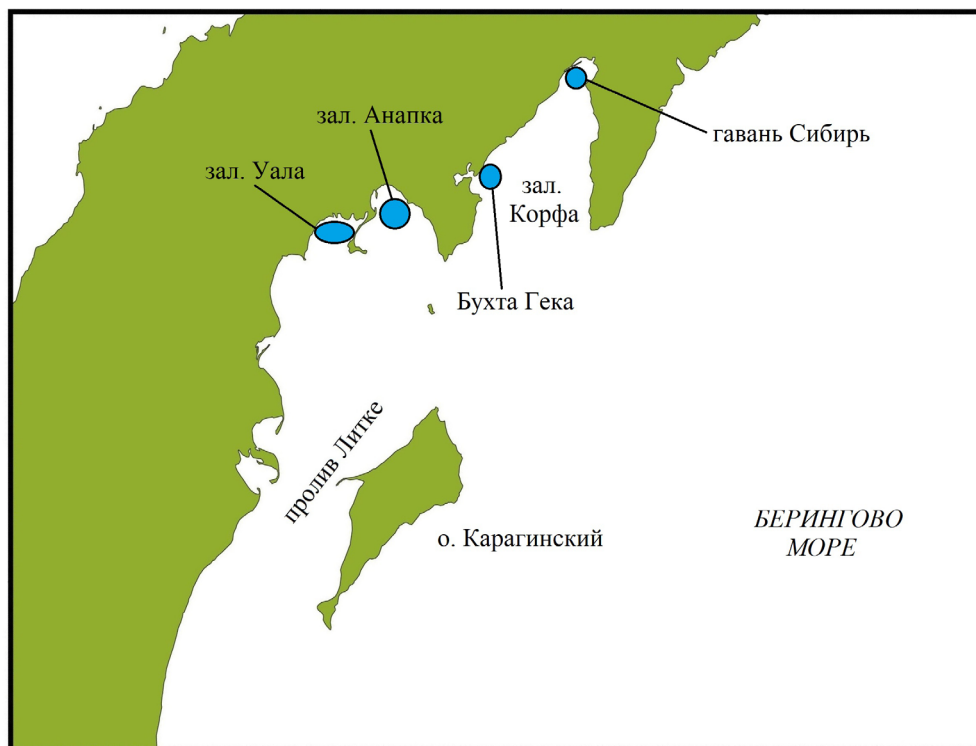 зал. Анапка
гавань Сибирь
зал. Уала
зал.
Корфа
Бухта Гека
пролив Литке
о. Карагинский
БЕРИНГОВО
МОРЕ